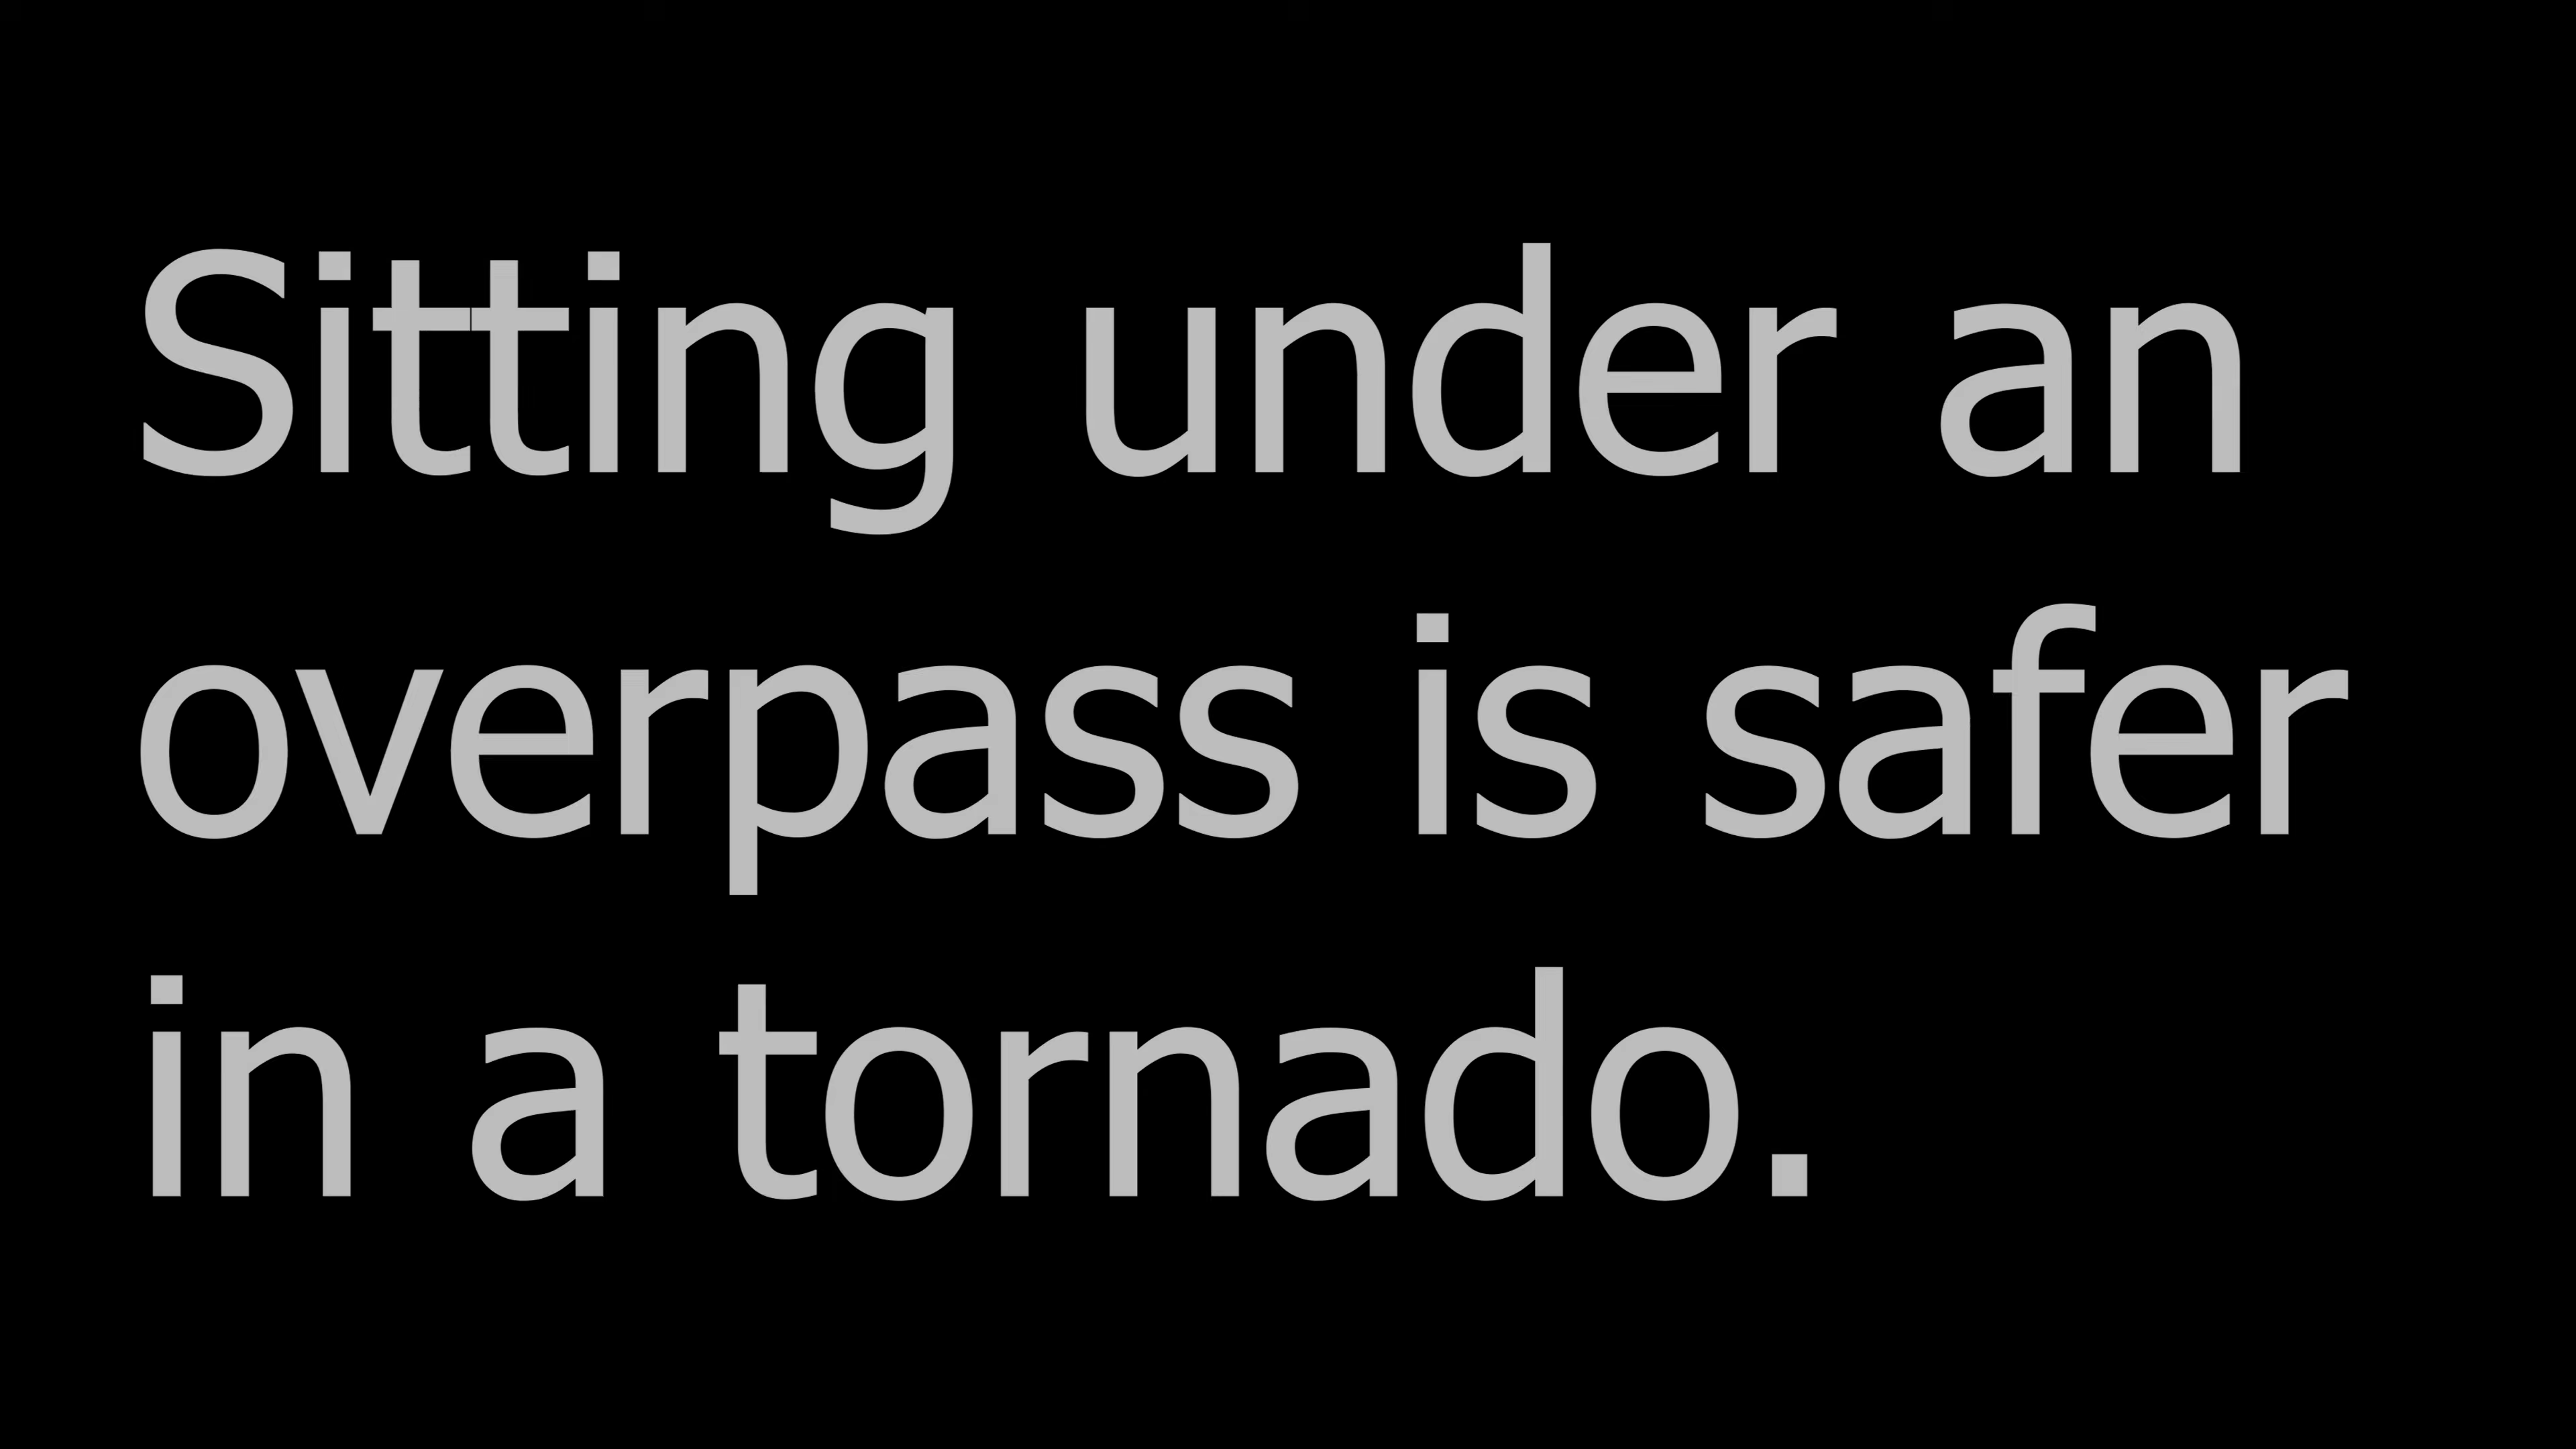 Sitting under an
overpass is safer
in a tornado.